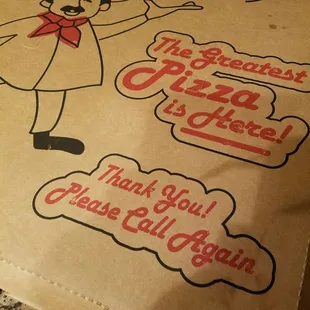 The Greatest
Pizza
is Here!
Thank You!
Please Call Again